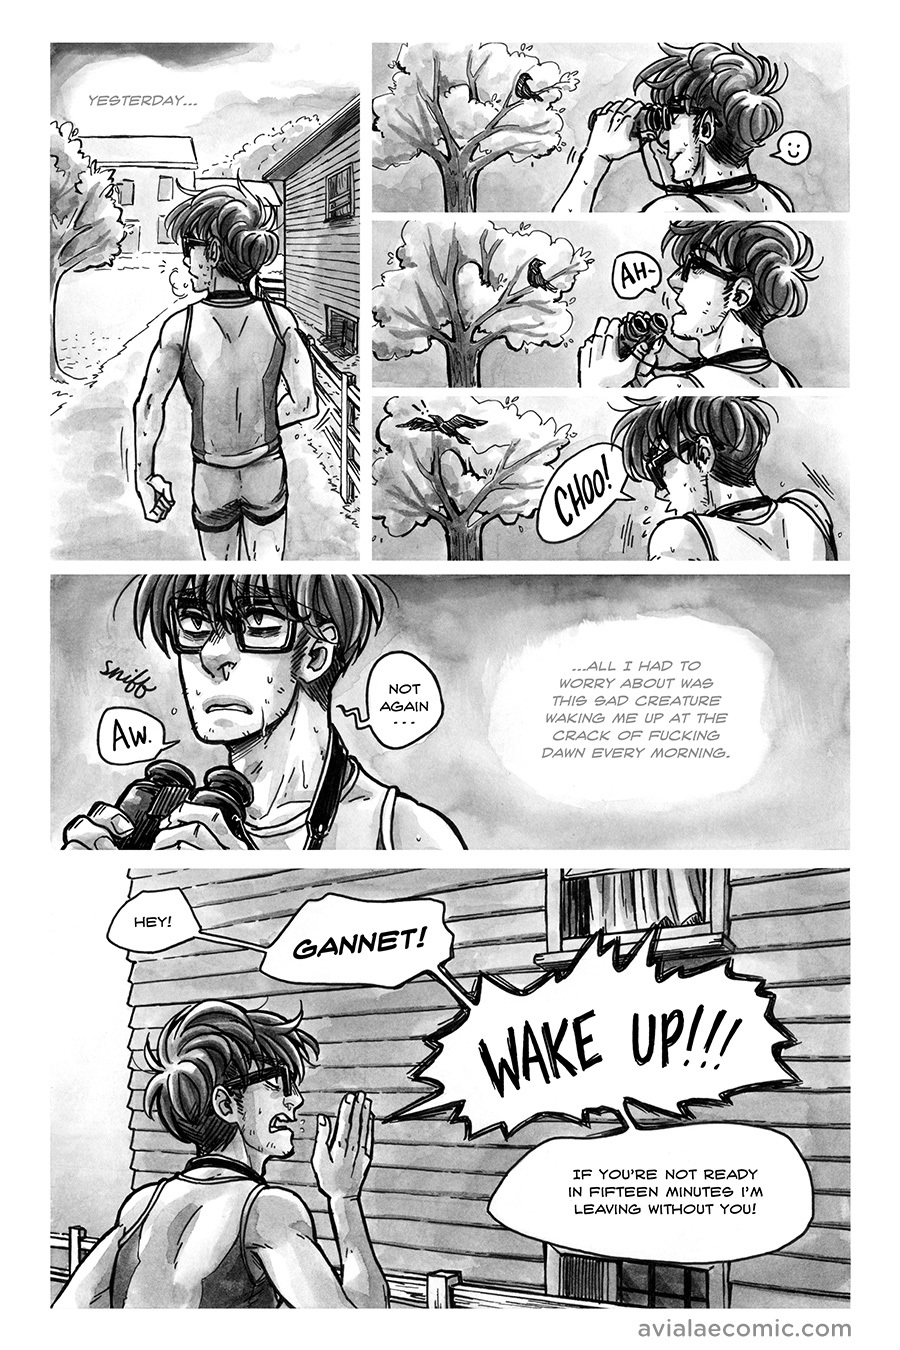 YESTERDAY...
AH-
CHOO!
sniff
AW.
NOT
AGAIN
...
...ALL I HAD TO
WORRY ABOUT WAS
THIS SAD CREATURE
WAKING ME UP AT THE
CRACK OF FUCKING
DAWN EVERY MORNING.
HEY!
GANNET!
WAKE UP!!!
IF YOU'RE NOT READY
IN FIFTEEN MINUTES I'M
LEAVING WITHOUT YOU!
avialaecomic.com